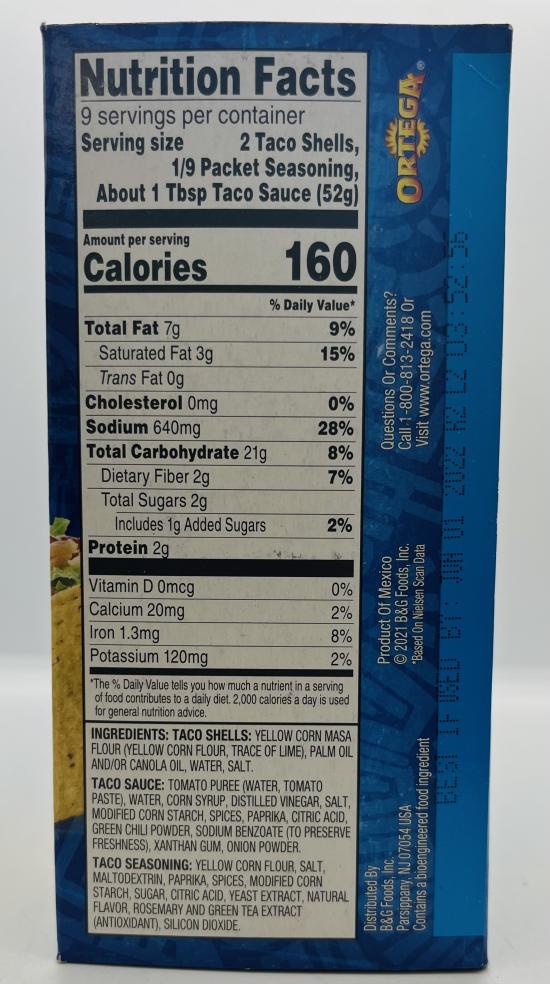 Nutrition Facts
9 servings per container
Serving size 2 Taco Shells,
1/9 Packet Seasoning,
About 1 Tbsp Taco Sauce (52g)
Amount per serving
Calories 160
% Daily Value*
Total Fat 7g 9%
Saturated Fat 3g 15%
Trans Fat 0g
Cholesterol 0mg 0%
Sodium 640mg 28%
Total Carbohydrate 21g 8%
Dietary Fiber 2g 7%
Total Sugars 2g
Includes 1g Added Sugars 2%
Protein 2g
Vitamin D 0mcg 0%
Calcium 20mg 2%
Iron 1.3mg 8%
Potassium 120mg 2%
*The % Daily Value tells you how much a nutrient in a serving
of food contributes to a daily diet. 2,000 calories a day is used
for general nutrition advice.
INGREDIENTS: TACO SHELLS: YELLOW CORN MASA
FLOUR (YELLOW CORN FLOUR, TRACE OF LIME), PALM OIL
AND/OR CANOLA OIL, WATER, SALT.
TACO SAUCE: TOMATO PUREE (WATER, TOMATO
PASTE), WATER, CORN SYRUP, DISTILLED VINEGAR, SALT,
MODIFIED CORN STARCH, SPICES, PAPRIKA, CITRIC ACID,
GREEN CHILI POWDER, SODIUM BENZOATE (TO PRESERVE
FRESHNESS), XANTHAN GUM, ONION POWDER.
TACO SEASONING: YELLOW CORN FLOUR, SALT,
MALTODEXTRIN, PAPRIKA, SPICES, MODIFIED CORN
STARCH, SUGAR, CITRIC ACID, YEAST EXTRACT, NATURAL
FLAVOR, ROSEMARY AND GREEN TEA EXTRACT
(ANTIOXIDANT), SILICON DIOXIDE.
ORTEGA®
Questions Or Comments?
Call 1-800-813-2418 Or
Visit www.ortega.com
Product Of Mexico
© 2021 B&G Foods, Inc.
*Based On Nielsen Scan Data
Distributed By
B&G Foods, Inc.
Parsippany, NJ 07054 USA
Contains a bioengineered food ingredient
BEST IF USED BY: JUN 01 2022 R2 L2 03:52:56